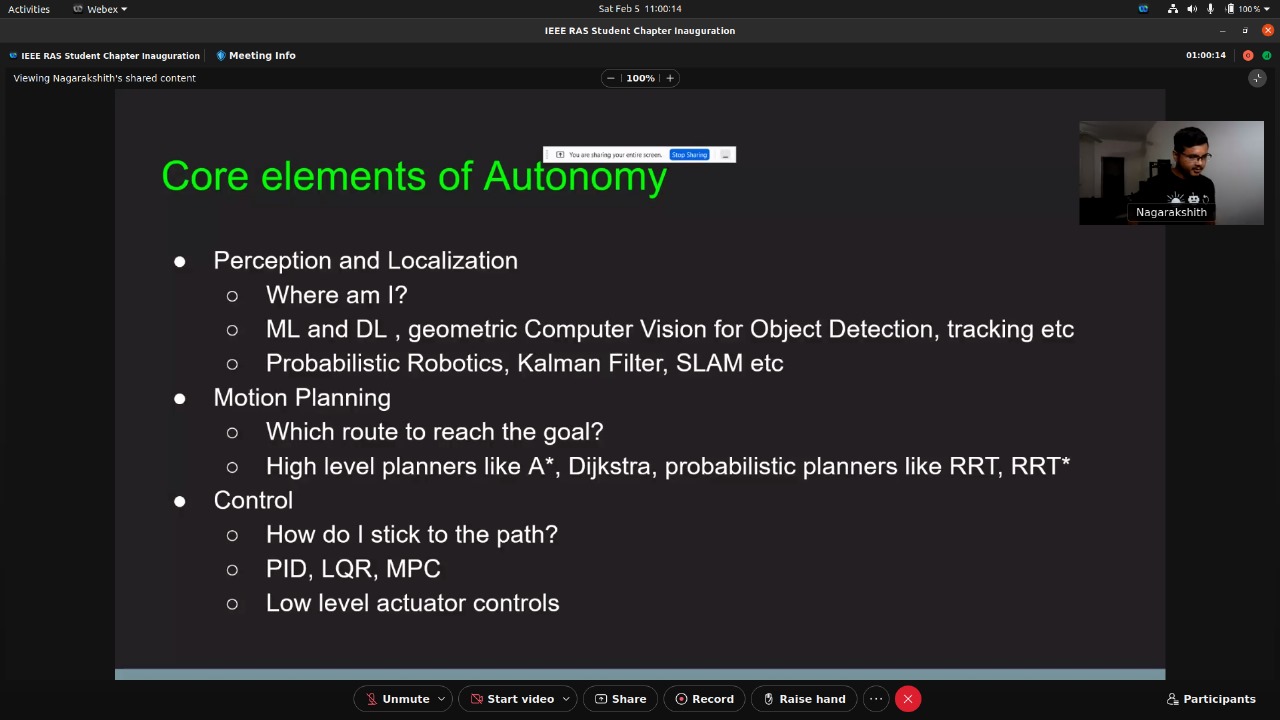 Activities
Webex
Sat Feb 5 11:00:14
100%
IEEE RAS Student Chapter Inauguration
IEEE RAS Student Chapter Inauguration
Meeting Info
01:00:14
Viewing Nagarakshith's shared content
100%
You are sharing your entire screen.
Stop Sharing
Core elements of Autonomy
Nagarakshith
● Perception and Localization
○ Where am I?
○ ML and DL , geometric Computer Vision for Object Detection, tracking etc
○ Probabilistic Robotics, Kalman Filter, SLAM etc
● Motion Planning
○ Which route to reach the goal?
○ High level planners like A*, Dijkstra, probabilistic planners like RRT, RRT*
● Control
○ How do I stick to the path?
○ PID, LQR, MPC
○ Low level actuator controls
Unmute
Start video
Share
Record
Raise hand
Participants